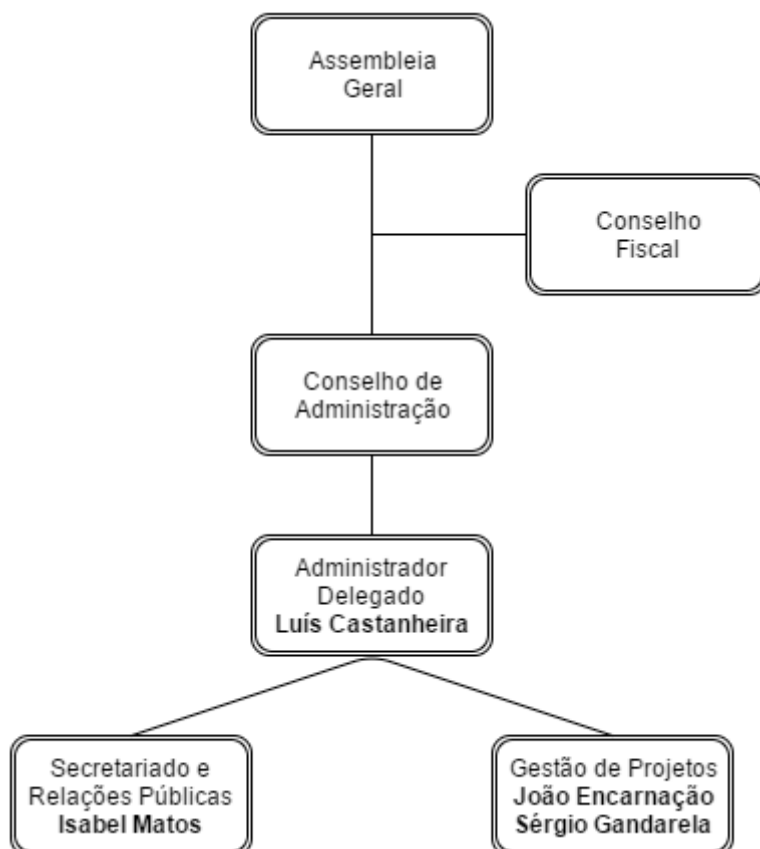 Assembleia
Geral
Conselho
Fiscal
Conselho de
Administração
Administrador
Delegado
Luís Castanheira
Secretariado e
Relações Públicas
Isabel Matos
Gestão de Projetos
João Encarnação
Sérgio Gandarela